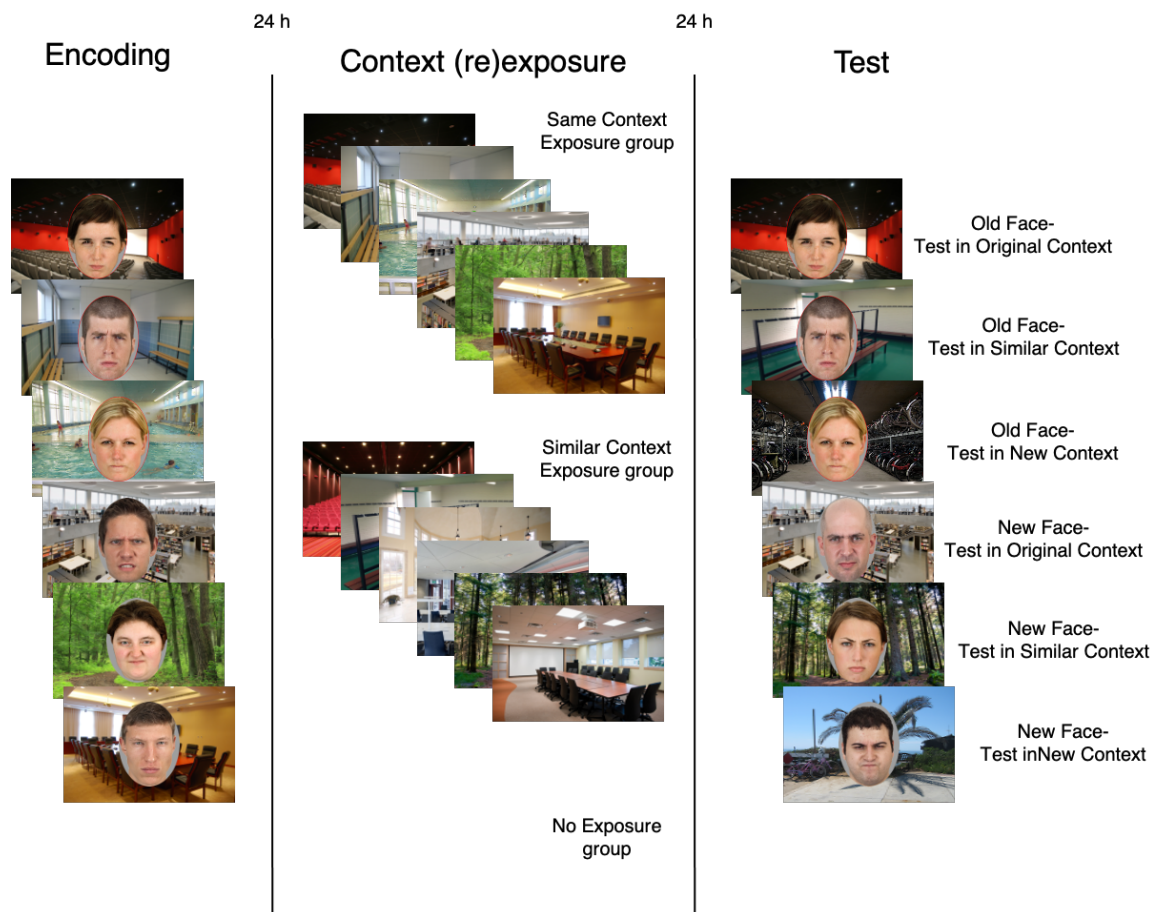 24 h
24 h
Encoding
Context (re)exposure
Test
Same Context
Exposure group
Similar Context
Exposure group
No Exposure
group
Old Face-
Test in Original Context
Old Face-
Test in Similar Context
Old Face-
Test in New Context
New Face-
Test in Original Context
New Face-
Test in Similar Context
New Face-
Test inNew Context